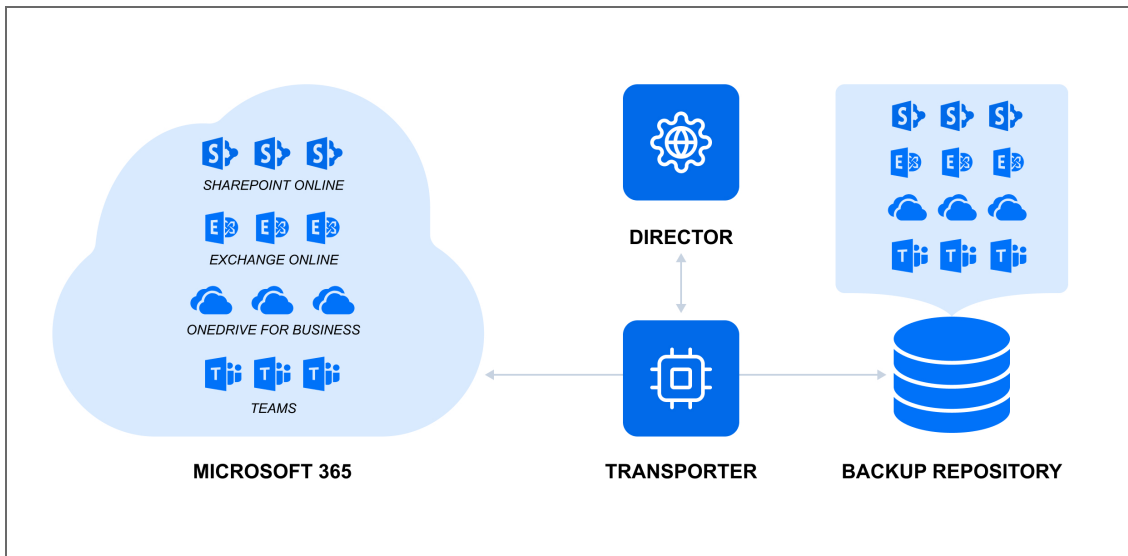 S S S
SHAREPOINT ONLINE
E E E
EXCHANGE ONLINE
ONEDRIVE FOR BUSINESS
T T T
TEAMS
MICROSOFT 365
DIRECTOR
TRANSPORTER
S S S
E E E
T T T
BACKUP REPOSITORY